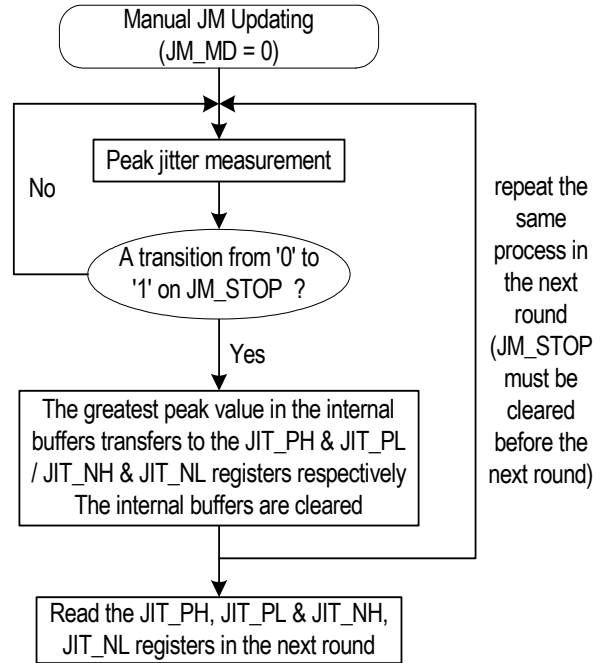 Manual JM Updating
(JM_MD = 0)
Peak jitter measurement
No
A transition from '0' to
'1' on JM_STOP  ?
Yes
The greatest peak value in the internal
buffers transfers to the JIT_PH & JIT_PL
/ JIT_NH & JIT_NL registers respectively
The internal buffers are cleared
Read the JIT_PH, JIT_PL & JIT_NH,
JIT_NL registers in the next round
repeat the
same
process in
the next
round
(JM_STOP
must be
cleared
before the
next round)